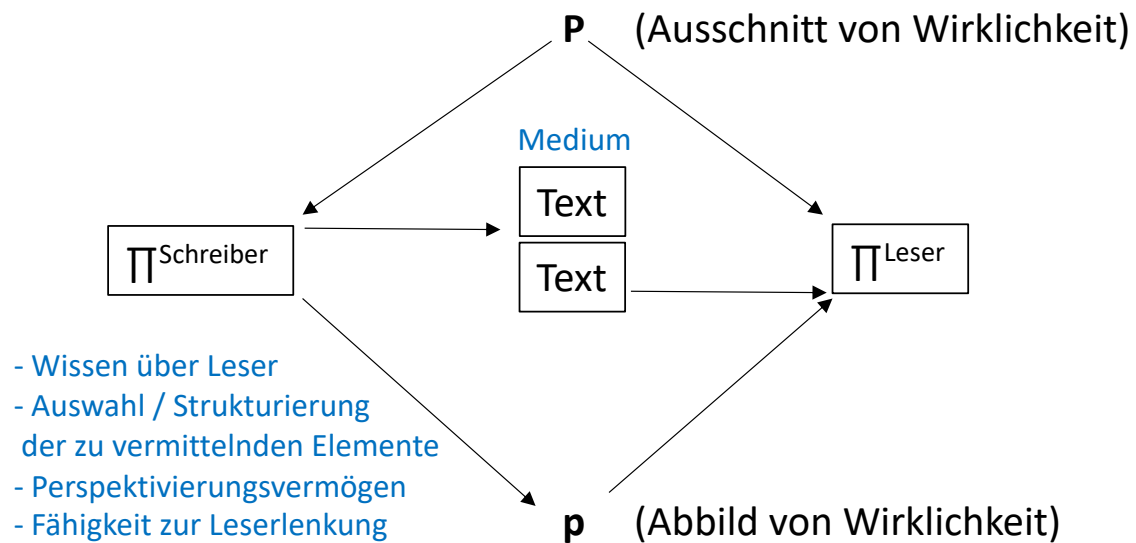 P (Ausschnitt von Wirklichkeit)
Medium
Text
∏Schreiber
Text
∏Leser
- Wissen über Leser
- Auswahl / Strukturierung
der zu vermittelnden Elemente
- Perspektivierungsvermögen
- Fähigkeit zur Leserlenkung
p (Abbild von Wirklichkeit)